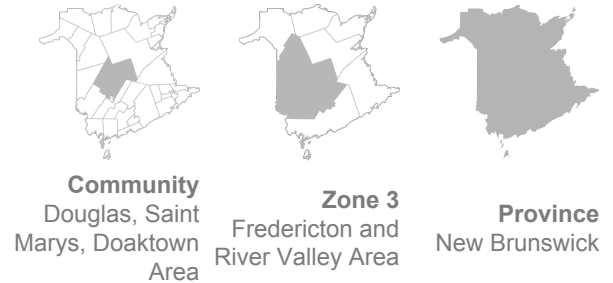 Community
Douglas, Saint
Marys, Doaktown
Area
Zone 3
Fredericton and
River Valley Area
Province
New Brunswick